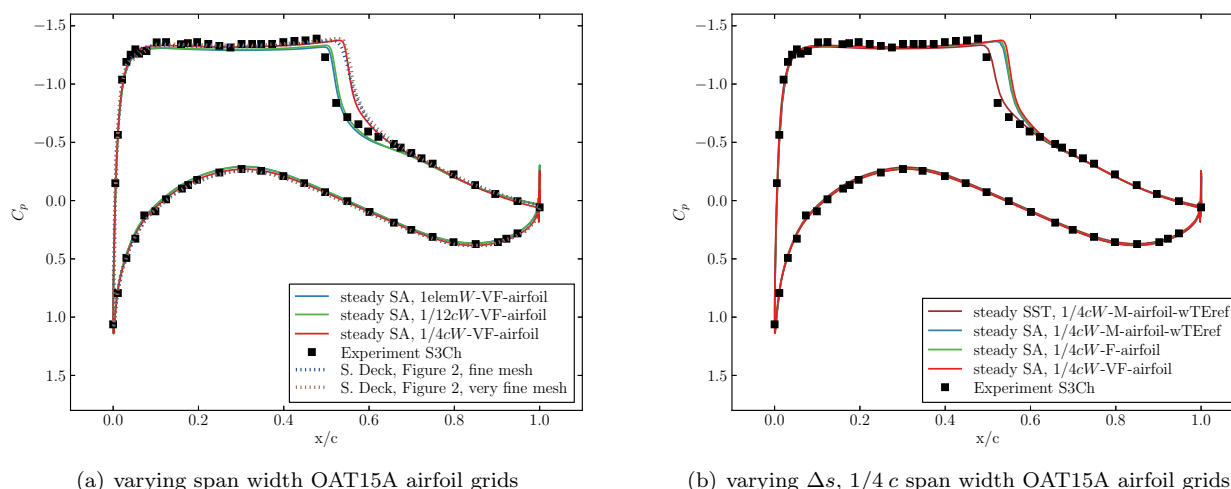 −1.5
−1.0
−0.5
0.0
0.5
1.0
1.5
C_p
0.0 0.2 0.4 0.6 0.8 1.0
x/c
steady SA, 1elemW-VF-airfoil
steady SA, 1/12cW-VF-airfoil
steady SA, 1/4cW-VF-airfoil
Experiment S3Ch
S. Deck, Figure 2, fine mesh
S. Deck, Figure 2, very fine mesh
(a) varying span width OAT15A airfoil grids
−1.5
−1.0
−0.5
0.0
0.5
1.0
1.5
C_p
0.0 0.2 0.4 0.6 0.8 1.0
x/c
steady SST, 1/4cW-M-airfoil-wTEref
steady SA, 1/4cW-M-airfoil-wTEref
steady SA, 1/4cW-F-airfoil
steady SA, 1/4cW-VF-airfoil
Experiment S3Ch
(b) varying Δs, 1/4 c span width OAT15A airfoil grids